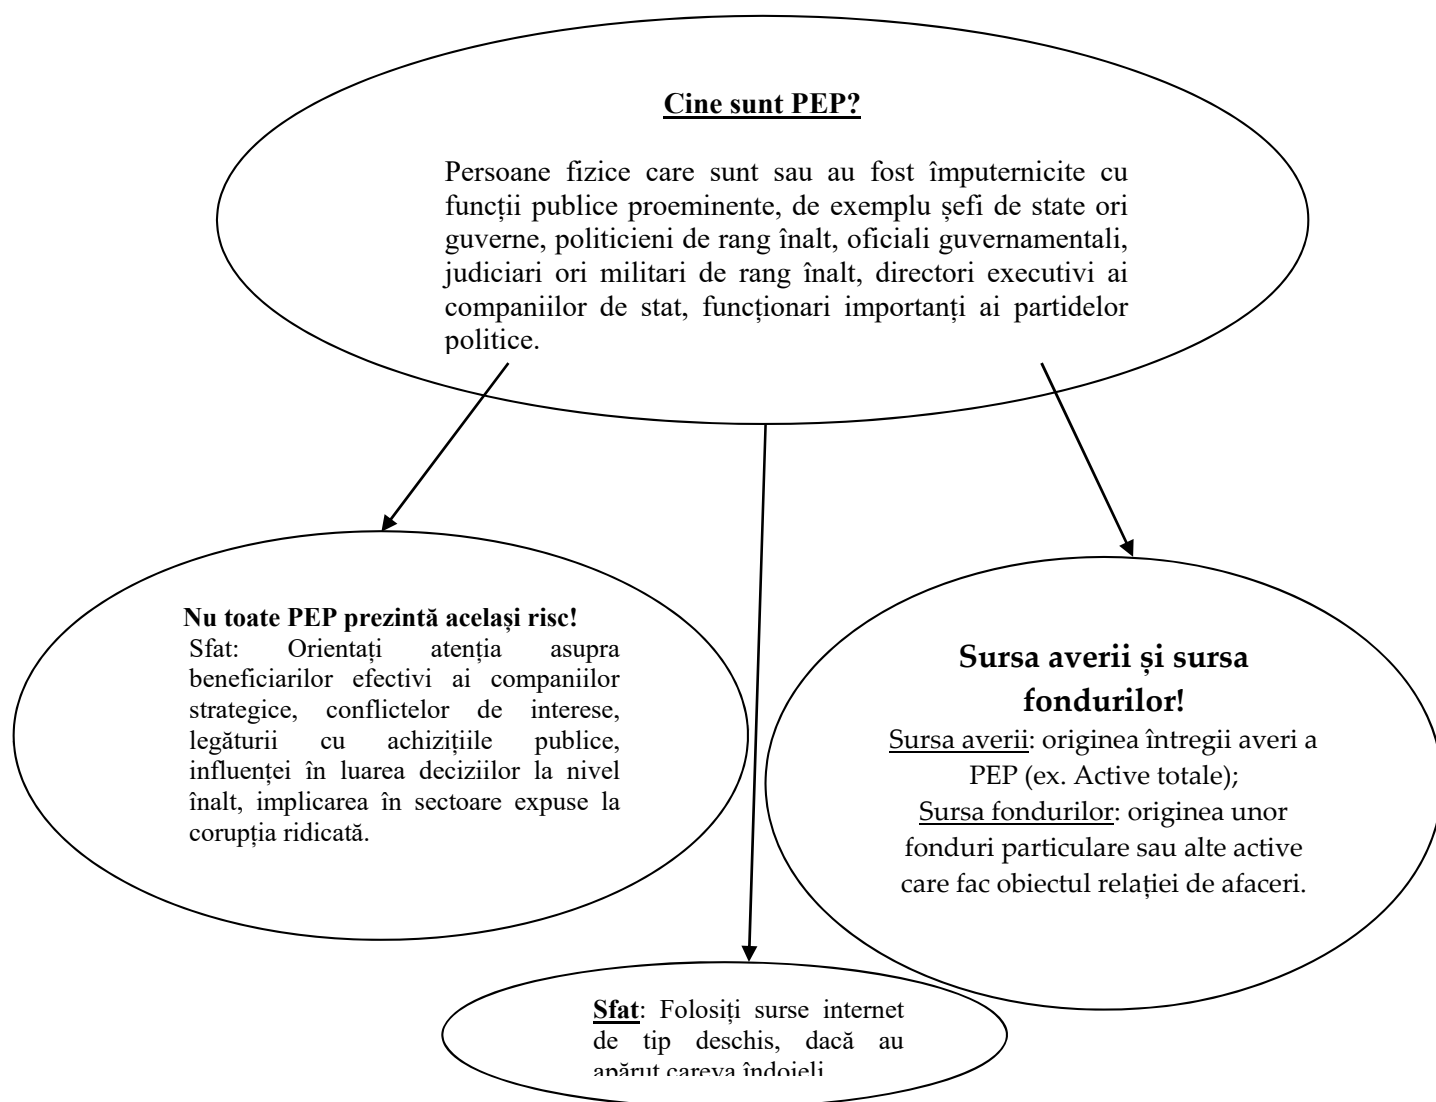 Cine sunt PEP?
Persoane fizice care sunt sau au fost împuternicite cu
funcții publice proeminente, de exemplu șefi de state ori
guverne, politicieni de rang înalt, oficiali guvernamentali,
judiciari ori militari de rang înalt, directori executivi ai
companiilor de stat, funcționari importanți ai partidelor
politice.
Nu toate PEP prezintă același risc!
Sfat: Orientați atenția asupra
beneficiarilor efectivi ai companiilor
strategice, conflictelor de interese,
legăturii cu achizițiile publice,
influenței în luarea deciziilor la nivel
înalt, implicarea în sectoare expuse la
corupția ridicată.
Sursa averii și sursa
fondurilor!
Sursa averii: originea întregii averi a
PEP (ex. Active totale);
Sursa fondurilor: originea unor
fonduri particulare sau alte active
care fac obiectul relației de afaceri.
Sfat: Folosiți surse internet
de tip deschis, dacă au
apărut careva îndoieli